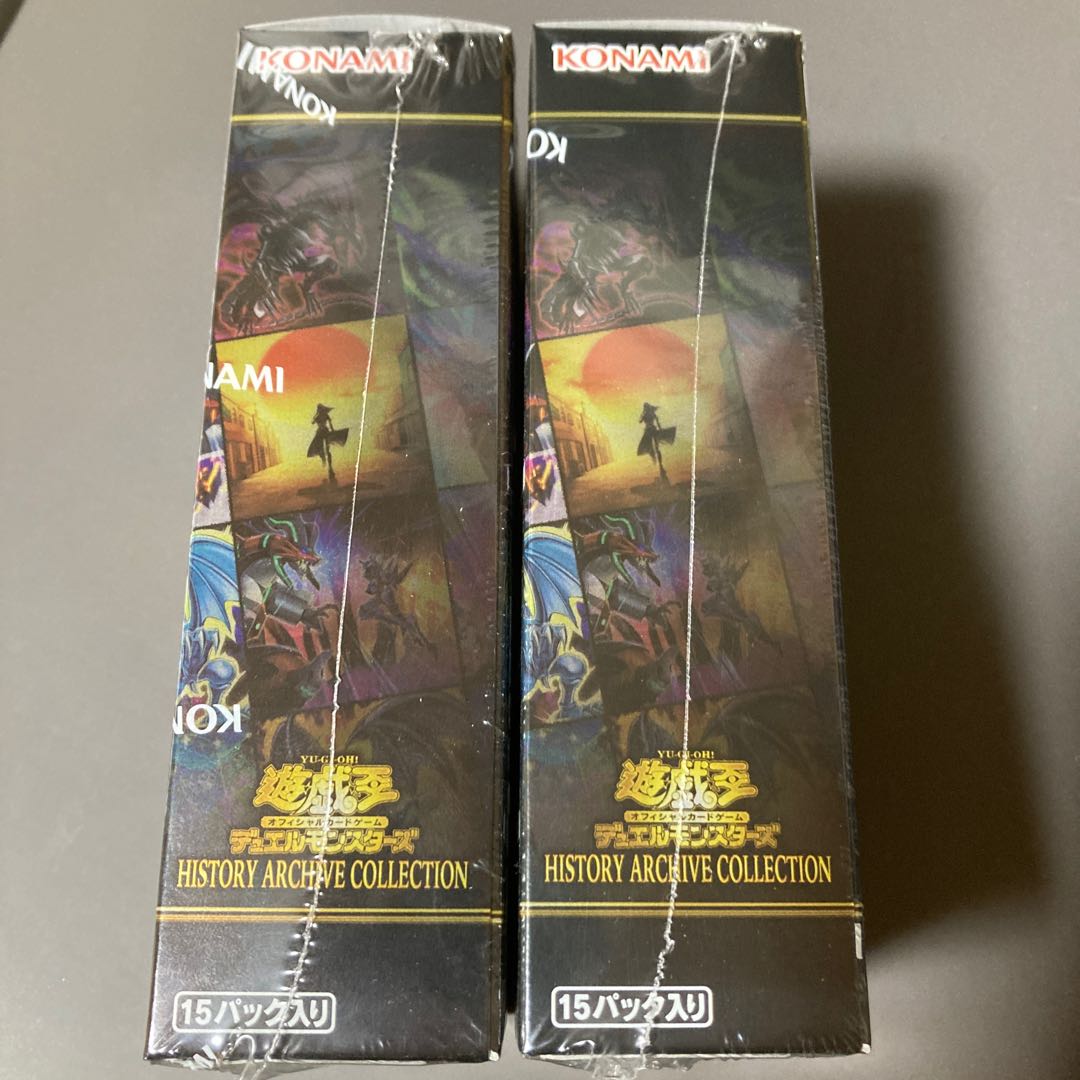 KONAMI
KONAMI
NAMI
KON
YU-GI-OH!
遊戯王
オフィシャルカードゲーム
デュエルモンスターズ
HISTORY ARCHIVE COLLECTION
15パック入り
KONAMI
KO
YU-GI-OH!
遊戯王
オフィシャルカードゲーム
デュエルモンスターズ
HISTORY ARCHIVE COLLECTION
15パック入り